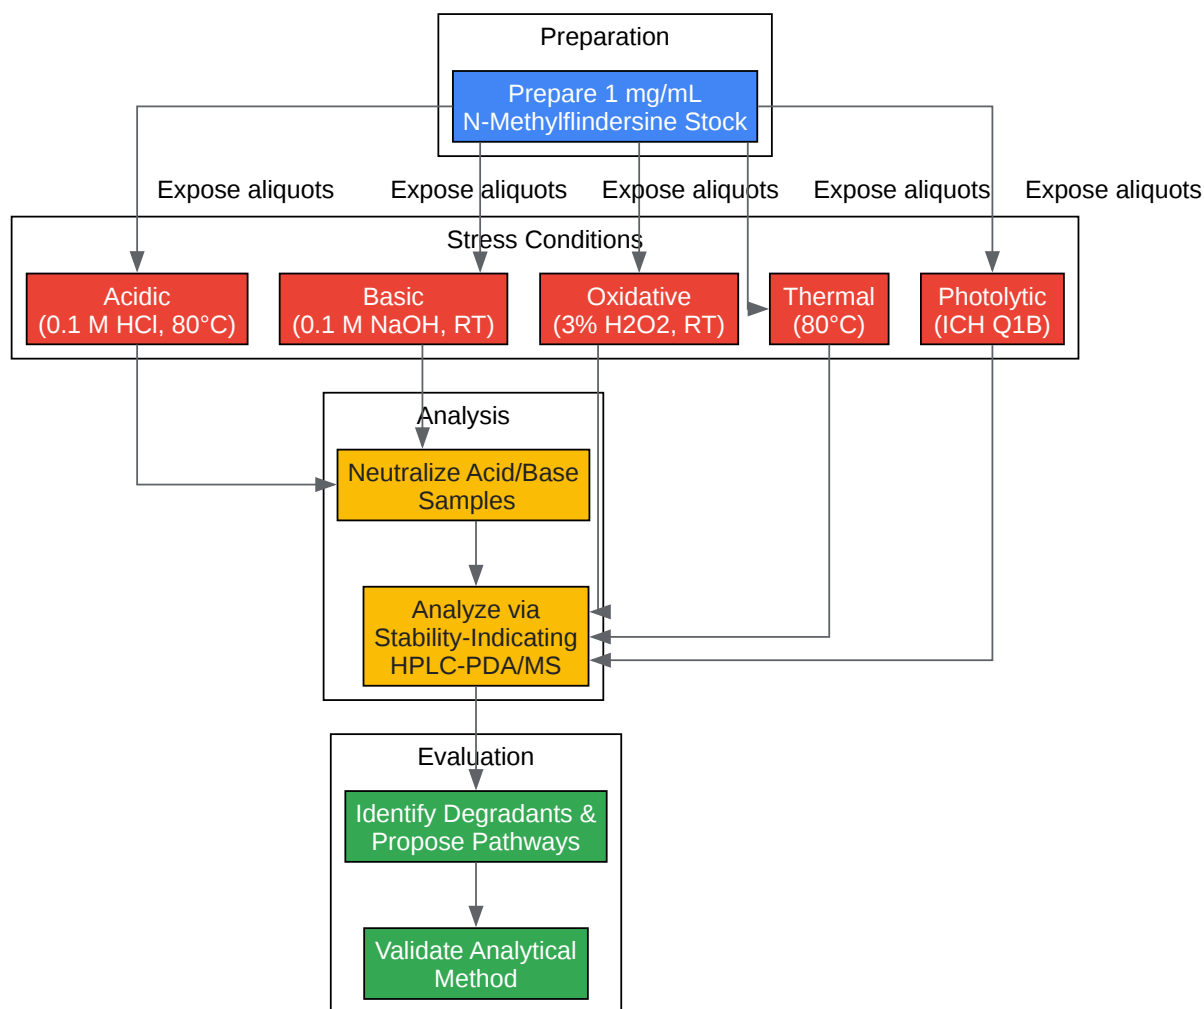 Preparation
Prepare 1 mg/mL
N-Methylflindersine Stock
Expose aliquots
Expose aliquots
Expose aliquots
Expose aliquots
Expose aliquots
Stress Conditions
Acidic
(0.1 M HCl, 80°C)
Basic
(0.1 M NaOH, RT)
Oxidative
(3% H2O2, RT)
Thermal
(80°C)
Photolytic
(ICH Q1B)
Analysis
Neutralize Acid/Base
Samples
Analyze via
Stability-Indicating
HPLC-PDA/MS
Evaluation
Identify Degradants &
Propose Pathways
Validate Analytical
Method